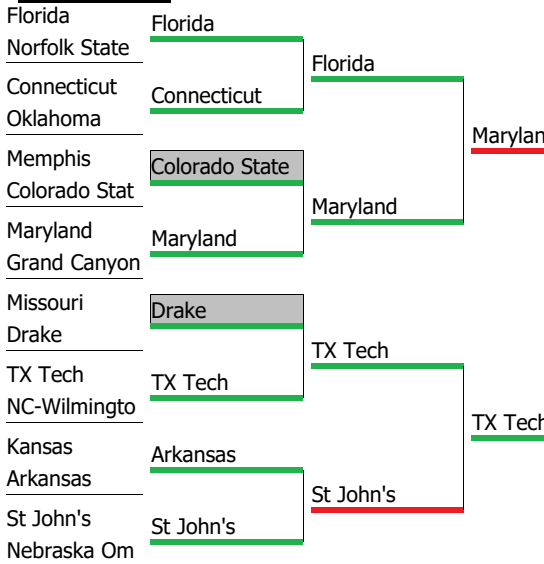 Florida
Norfolk State
Connecticut
Oklahoma
Memphis
Colorado Stat
Maryland
Grand Canyon
Missouri
Drake
TX Tech
NC-Wilmingto
Kansas
Arkansas
St John's
Nebraska Om
Florida
Connecticut
Colorado State
Maryland
Drake
TX Tech
Arkansas
St John's
Florida
Maryland
TX Tech
St John's
Marylan
TX Tech